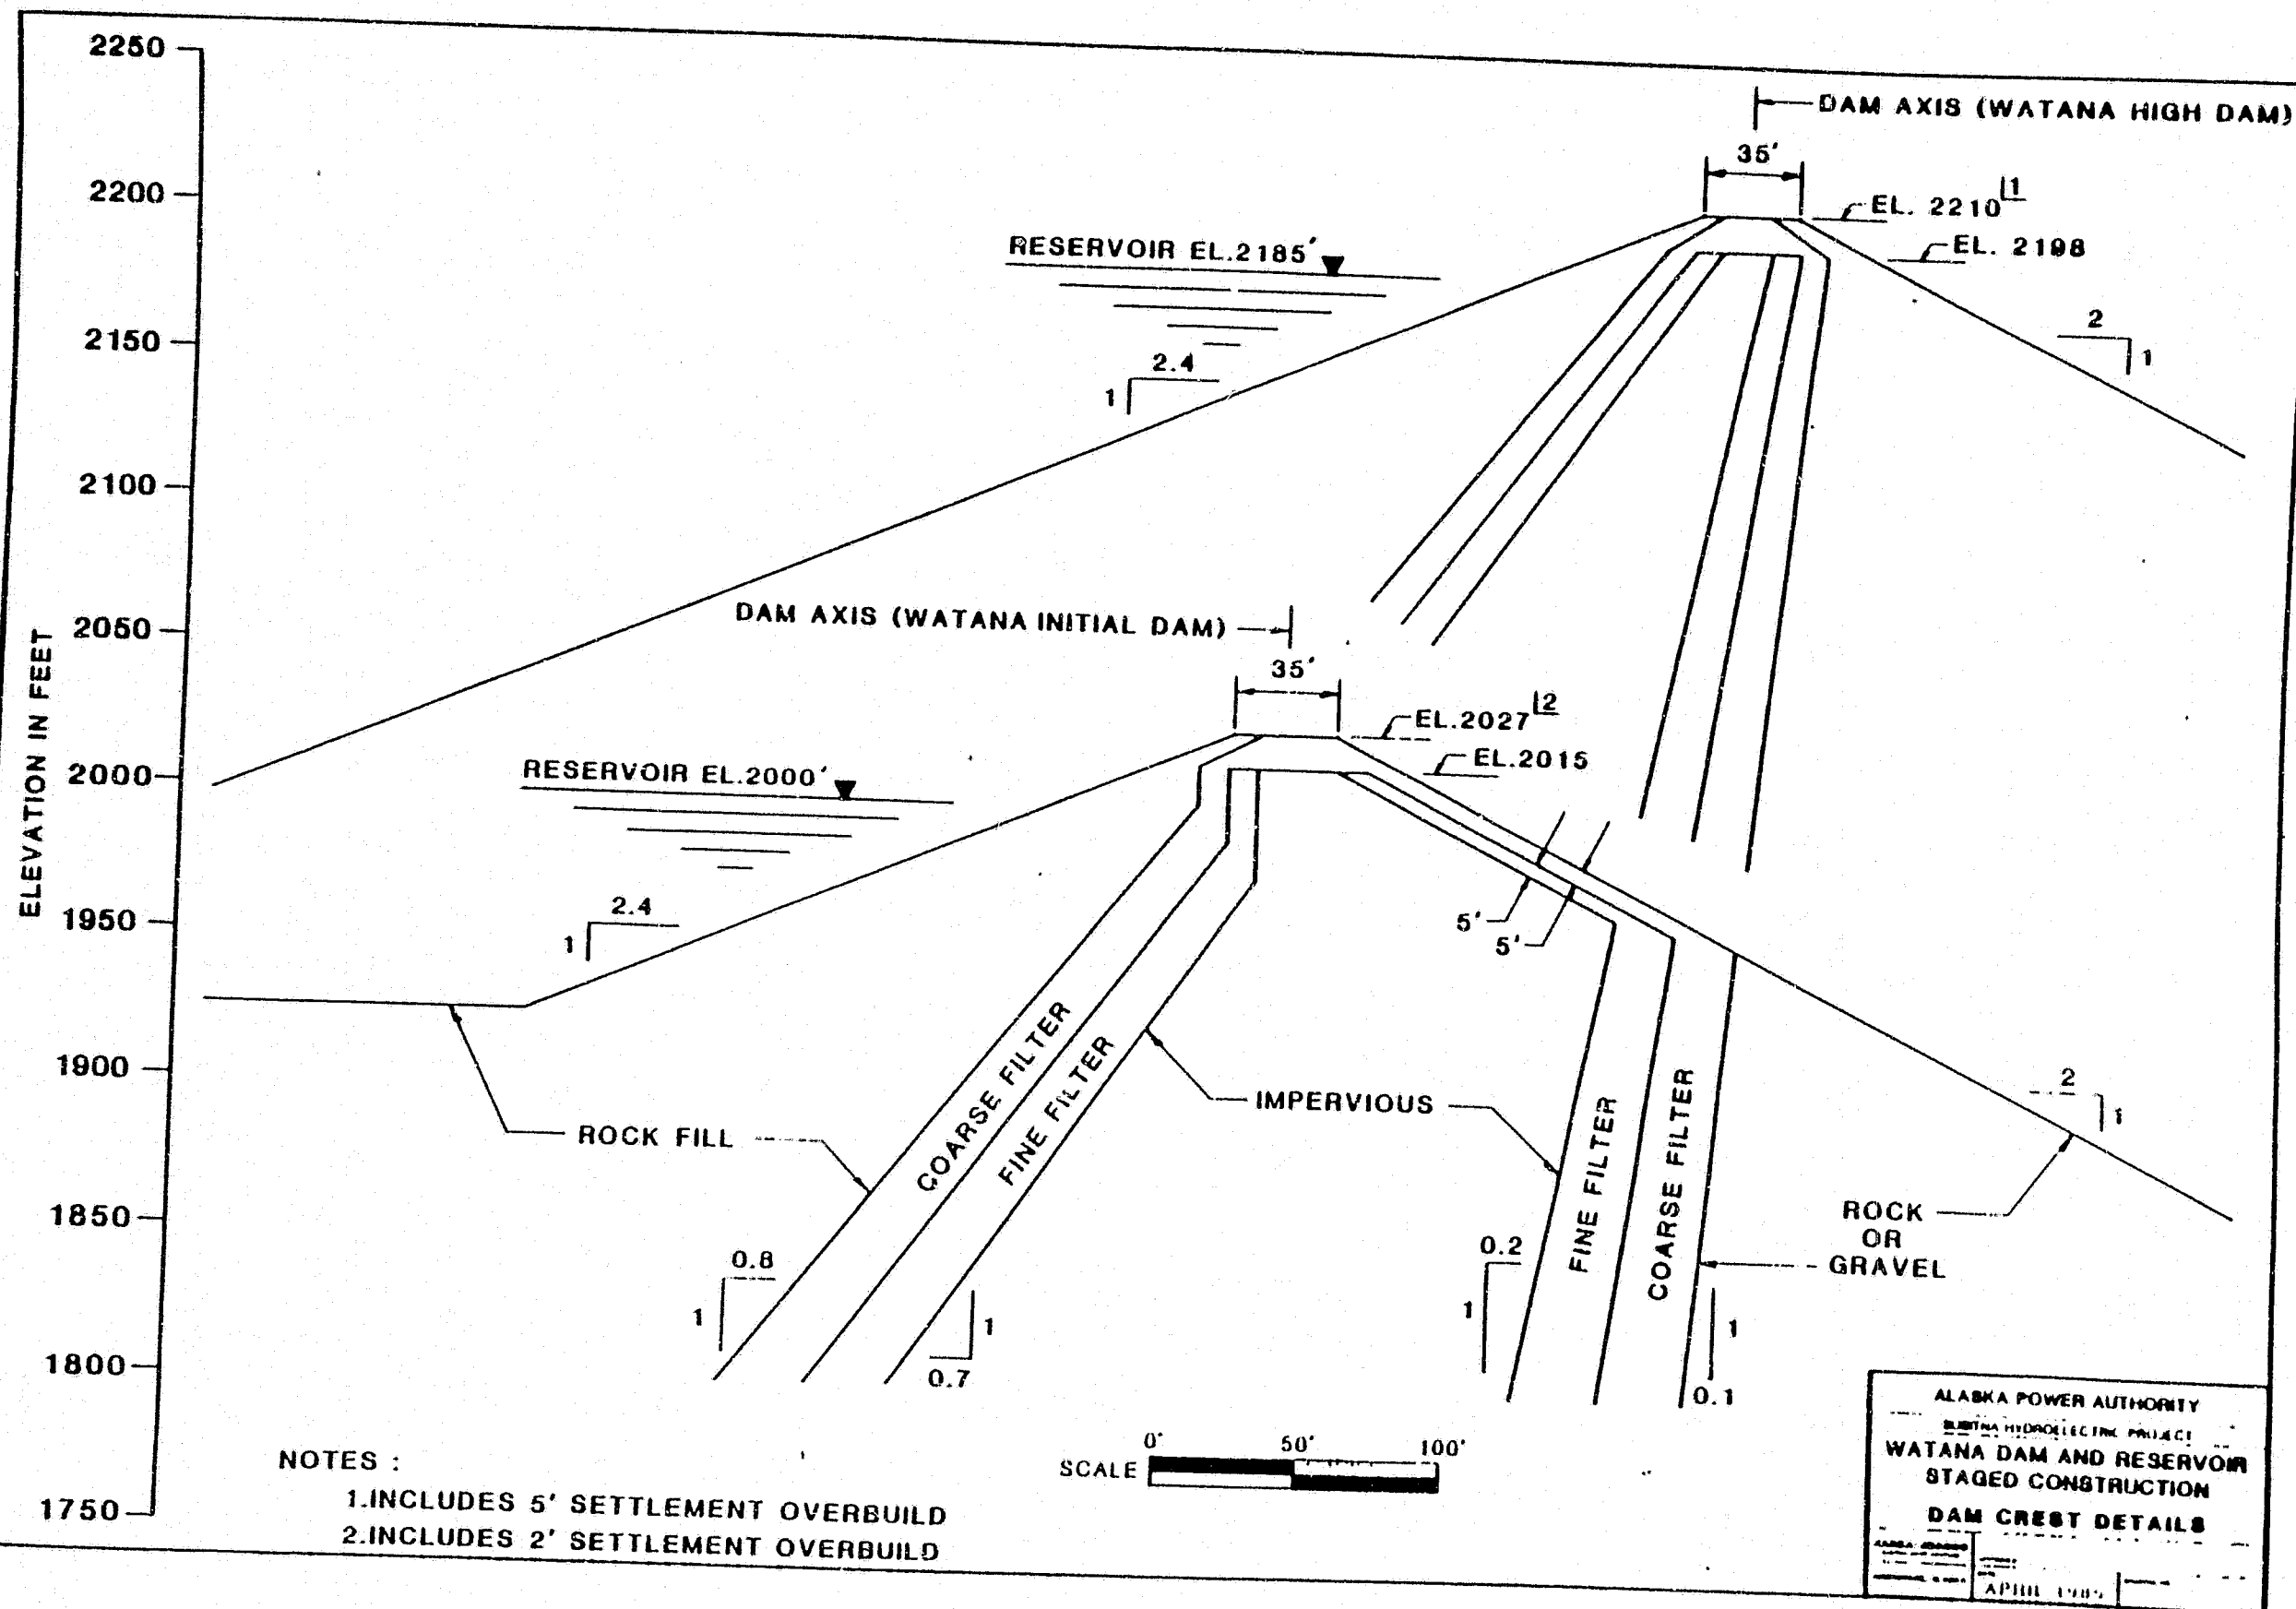 2250
2200
2150
2100
2050
2000
1950
1900
1850
1800
1750
ELEVATION IN FEET
DAM AXIS (WATANA HIGH DAM)
35'
EL. 2210 1
EL. 2198
RESERVOIR EL.2185'
2.4
1
2
1
DAM AXIS (WATANA INITIAL DAM)
35'
EL.2027 2
EL.2015
RESERVOIR EL.2000'
2.4
1
5'
5'
COARSE FILTER
FINE FILTER
IMPERVIOUS
ROCK FILL
FINE FILTER
COARSE FILTER
2
1
ROCK
OR
GRAVEL
0.8
1
1
0.7
0.2
1
1
0.1
SCALE
0' 50' 100'
NOTES :
1.INCLUDES 5' SETTLEMENT OVERBUILD
2.INCLUDES 2' SETTLEMENT OVERBUILD
ALASKA POWER AUTHORITY
SUSITNA HYDROELECTRIC PROJECT
WATANA DAM AND RESERVOIR
STAGED CONSTRUCTION
DAM CREST DETAILS
APRIL